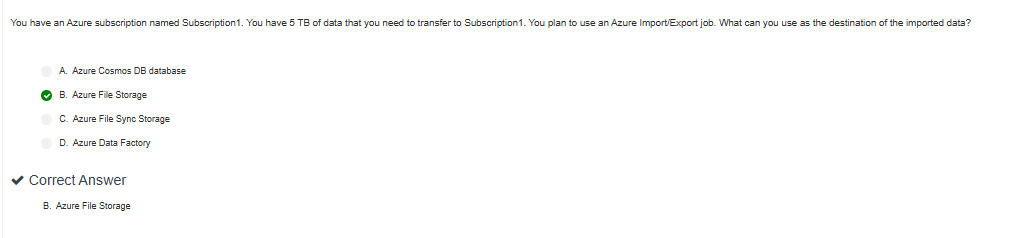 You have an Azure subscription named Subscription1. You have 5 TB of data that you need to transfer to Subscription1. You plan to use an Azure Import/Export job. What can you use as the destination of the imported data?
A. Azure Cosmos DB database
B. Azure File Storage
C. Azure File Sync Storage
D. Azure Data Factory
Correct Answer
B. Azure File Storage